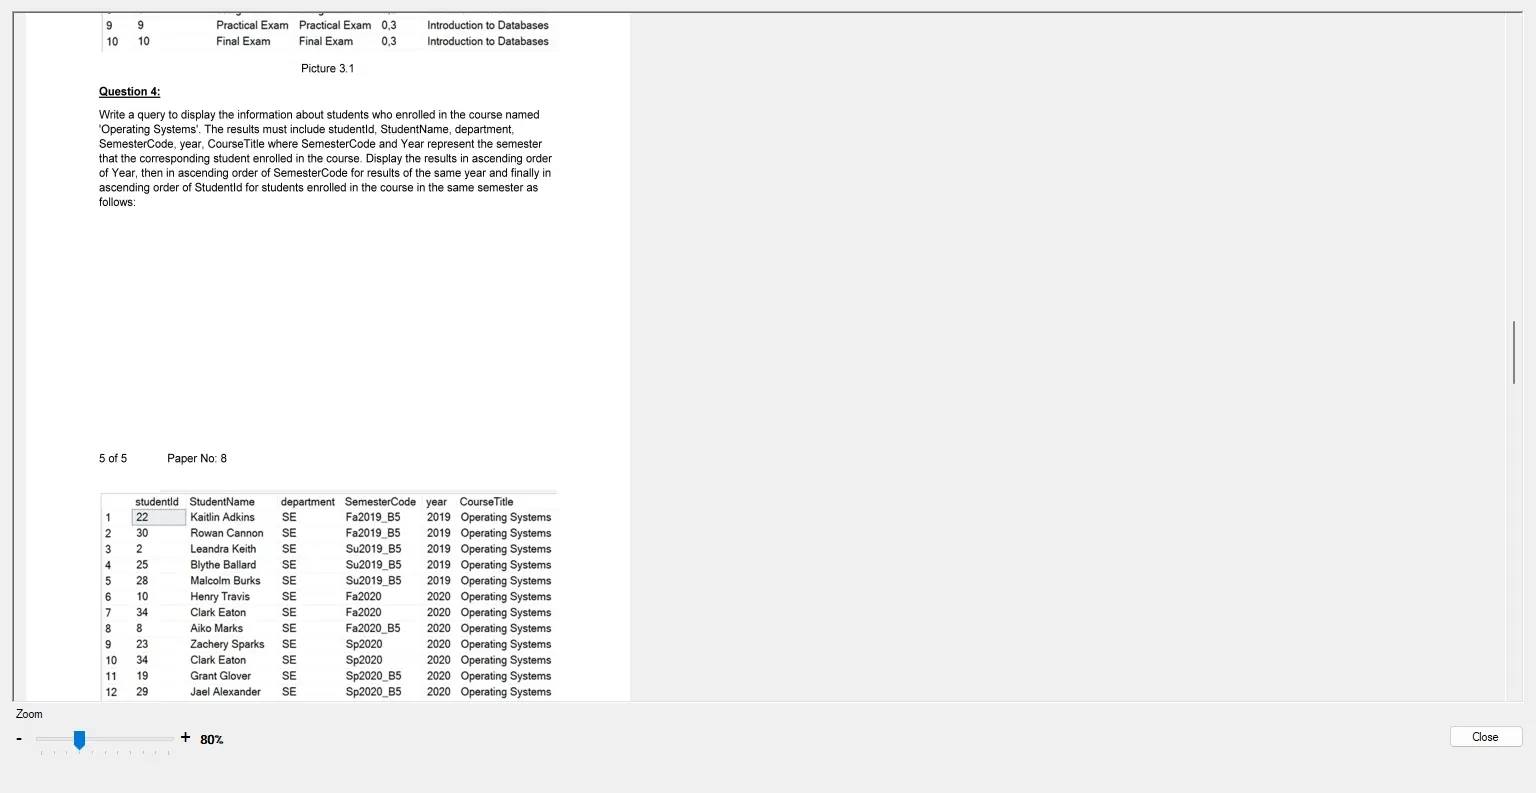 9 9 Practical Exam Practical Exam 0,3 Introduction to Databases
10 10 Final Exam Final Exam 0,3 Introduction to Databases
Picture 3.1
Question 4:
Write a query to display the information about students who enrolled in the course named
'Operating Systems'. The results must include studentId, StudentName, department,
SemesterCode, year, CourseTitle where SemesterCode and Year represent the semester
that the corresponding student enrolled in the course. Display the results in ascending order
of Year, then in ascending order of SemesterCode for results of the same year and finally in
ascending order of StudentId for students enrolled in the course in the same semester as
follows:
5 of 5 Paper No: 8
studentId StudentName department SemesterCode year CourseTitle
1 22 Kaitlin Adkins SE Fa2019_B5 2019 Operating Systems
2 30 Rowan Cannon SE Fa2019_B5 2019 Operating Systems
3 2 Leandra Keith SE Su2019_B5 2019 Operating Systems
4 25 Blythe Ballard SE Su2019_B5 2019 Operating Systems
5 28 Malcolm Burks SE Su2019_B5 2019 Operating Systems
6 10 Henry Travis SE Fa2020 2020 Operating Systems
7 34 Clark Eaton SE Fa2020 2020 Operating Systems
8 8 Aiko Marks SE Fa2020_B5 2020 Operating Systems
9 23 Zachery Sparks SE Sp2020 2020 Operating Systems
10 34 Clark Eaton SE Sp2020 2020 Operating Systems
11 19 Grant Glover SE Sp2020_B5 2020 Operating Systems
12 29 Jael Alexander SE Sp2020_B5 2020 Operating Systems
Zoom
- + 80%
Close